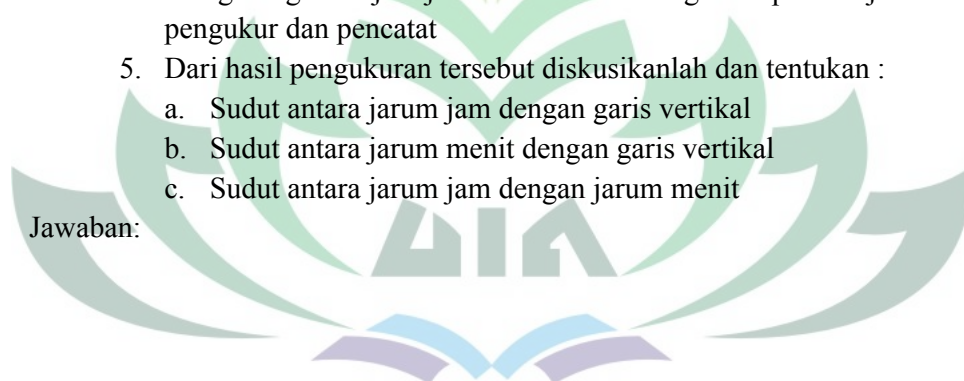 pengukur dan pencatat
5. Dari hasil pengukuran tersebut diskusikanlah dan tentukan :
a. Sudut antara jarum jam dengan garis vertikal
b. Sudut antara jarum menit dengan garis vertikal
c. Sudut antara jarum jam dengan jarum menit
Jawaban:
UIN